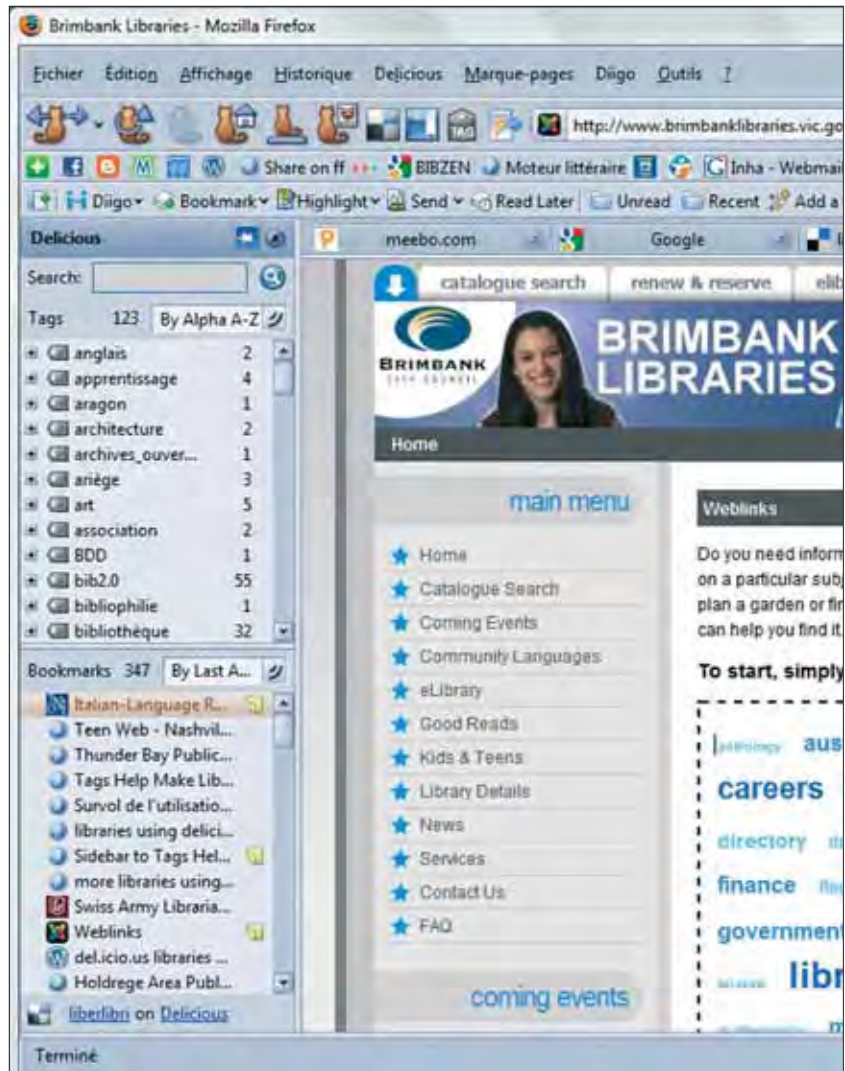 Brimbank Libraries - Mozilla Firefox
Fichier Édition Affichage Historique Delicious Marque-pages Diigo Outils ?
TAG http://www.brimbanklibraries.vic.go
Share on ff BIBZEN Moteur littéraire Inha - Webmail
Diigo Bookmark Highlight Send Read Later Unread Recent Add a
Delicious
Search:
Tags 123 By Alpha A-Z
anglais 2
apprentissage 4
aragon 1
architecture 2
archives_ouver... 1
ariège 3
art 5
association 2
BDD 1
bib2.0 55
bibliophilie 1
bibliothèque 32
Bookmarks 347 By Last A...
Italian-Language R...
Teen Web - Nashvil...
Thunder Bay Public...
Tags Help Make Lib...
Survol de l'utilisatio...
libraries using delici...
Sidebar to Tags Hel...
more libraries using...
Swiss Army Libraria...
Weblinks
del.icio.us libraries ...
Holdrege Area Publ...
liberlibri on Delicious
Terminé
meebo.com Google
catalogue search renew & reserve elib
BRIMBANK
CITY COUNCIL
BRIMBANK
LIBRARIES
Home
main menu
Home
Catalogue Search
Coming Events
Community Languages
eLibrary
Good Reads
Kids & Teens
Library Details
News
Services
Contact Us
FAQ
coming events
Weblinks
Do you need inform
on a particular subj
plan a garden or fin
can help you find it.
To start, simply
aus
careers
directory
finance
government
libr